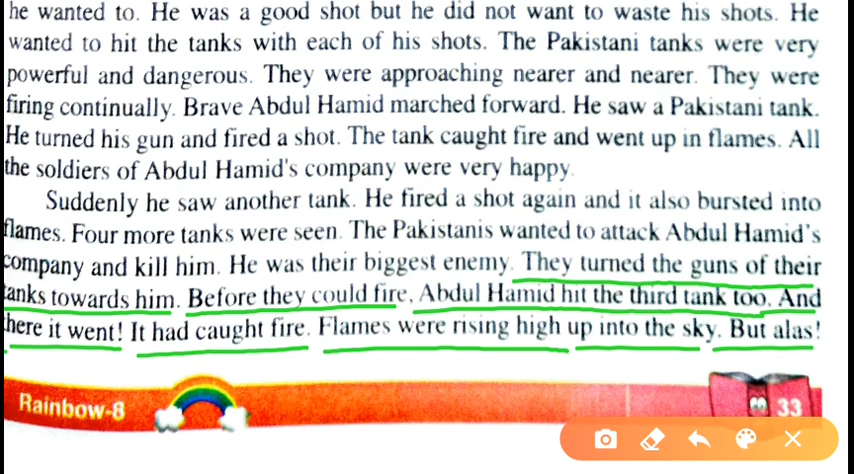 he wanted to. He was a good shot but he did not want to waste his shots. He
wanted to hit the tanks with each of his shots. The Pakistani tanks were very
powerful and dangerous. They were approaching nearer and nearer. They were
firing continually. Brave Abdul Hamid marched forward. He saw a Pakistani tank.
He turned his gun and fired a shot. The tank caught fire and went up in flames. All
the soldiers of Abdul Hamid's company were very happy.
Suddenly he saw another tank. He fired a shot again and it also bursted into
flames. Four more tanks were seen. The Pakistanis wanted to attack Abdul Hamid's
company and kill him. He was their biggest enemy. They turned the guns of their
tanks towards him. Before they could fire, Abdul Hamid hit the third tank too. And
here it went! It had caught fire. Flames were rising high up into the sky. But alas!
Rainbow-8
33